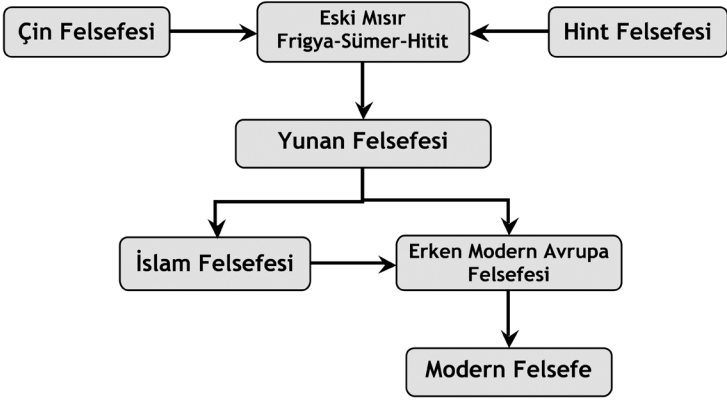 Çin Felsefesi
Eski Mısır
Frigya-Sümer-Hitit
Hint Felsefesi
Yunan Felsefesi
İslam Felsefesi
Erken Modern Avrupa
Felsefesi
Modern Felsefe